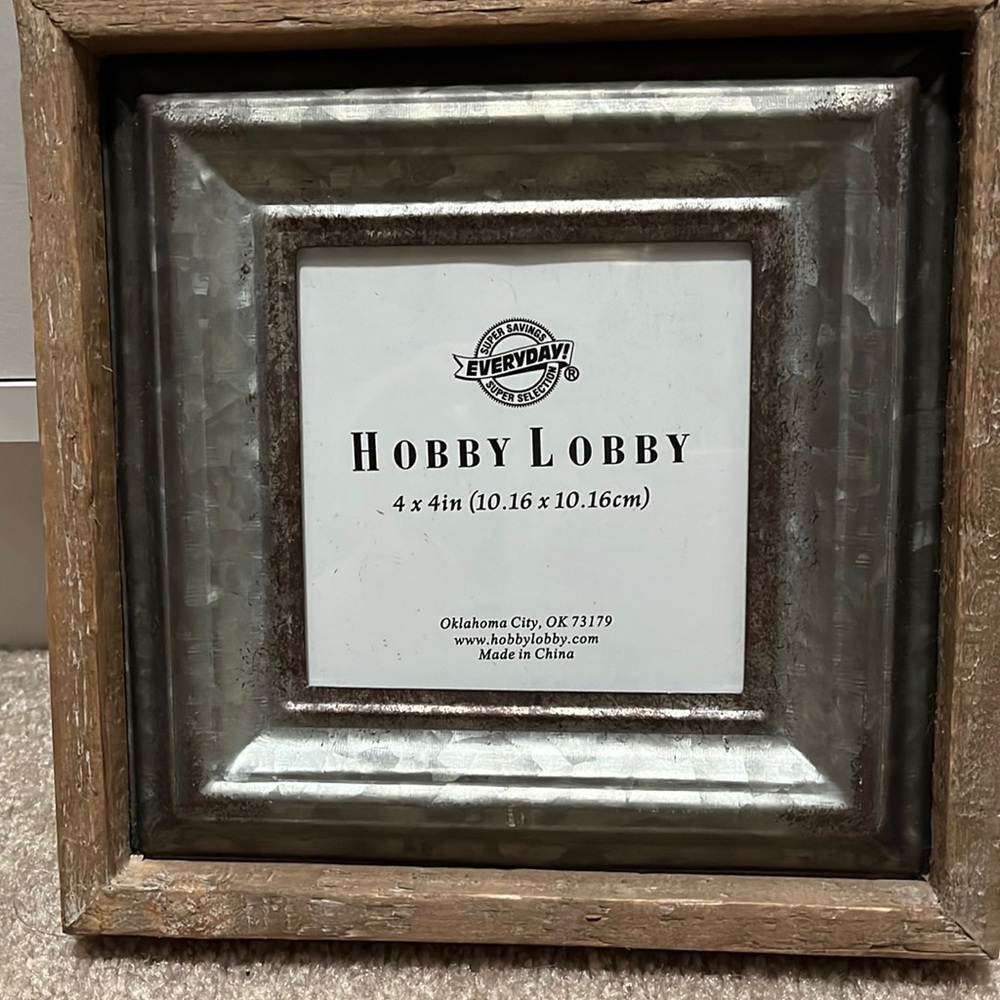 SUPER SAVINGS
EVERYDAY!®
SUPER SELECTION
HOBBY LOBBY
4 x 4in (10.16 x 10.16cm)
Oklahoma City, OK 73179
www.hobbylobby.com
Made in China